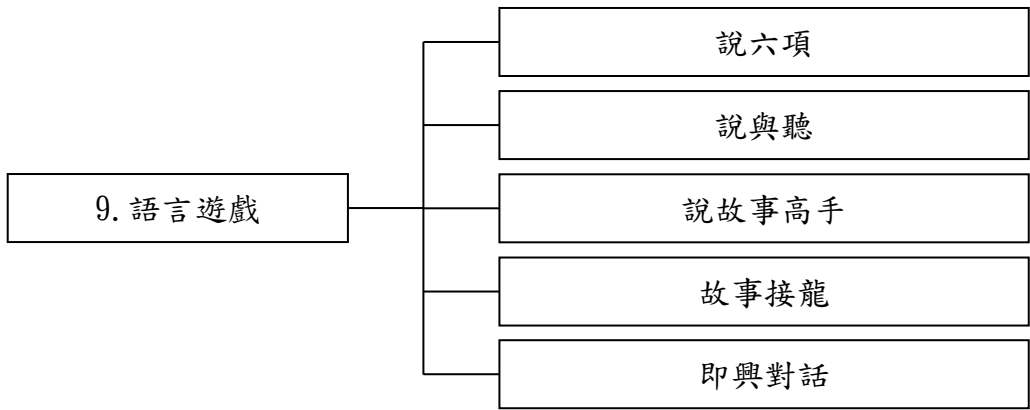 9.語言遊戲
說六項
說與聽
說故事高手
故事接龍
即興對話